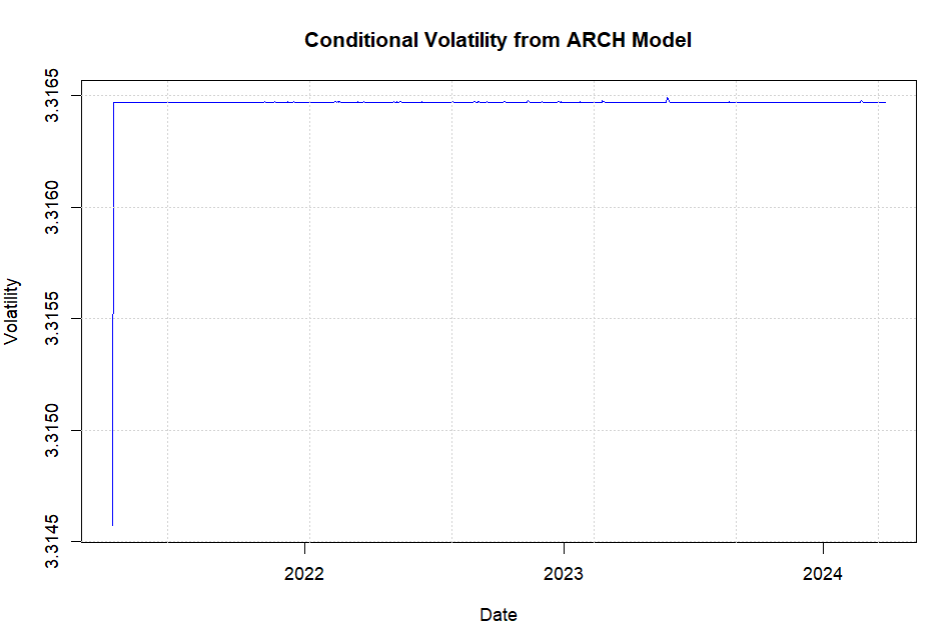 Conditional Volatility from ARCH Model
Volatility
3.3165
3.3160
3.3155
3.3150
3.3145
2022
2023
2024
Date